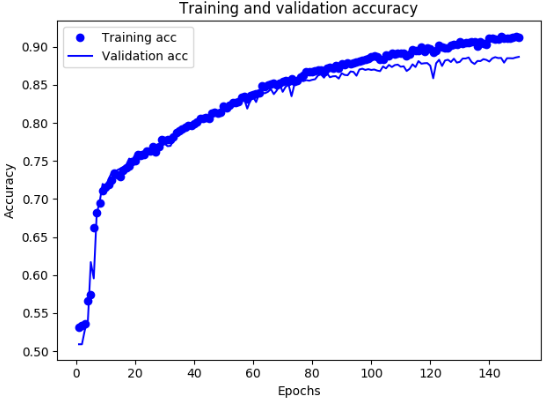 Training and validation accuracy
Training acc
Validation acc
Accuracy
0.90
0.85
0.80
0.75
0.70
0.65
0.60
0.55
0.50
0 20 40 60 80 100 120 140
Epochs